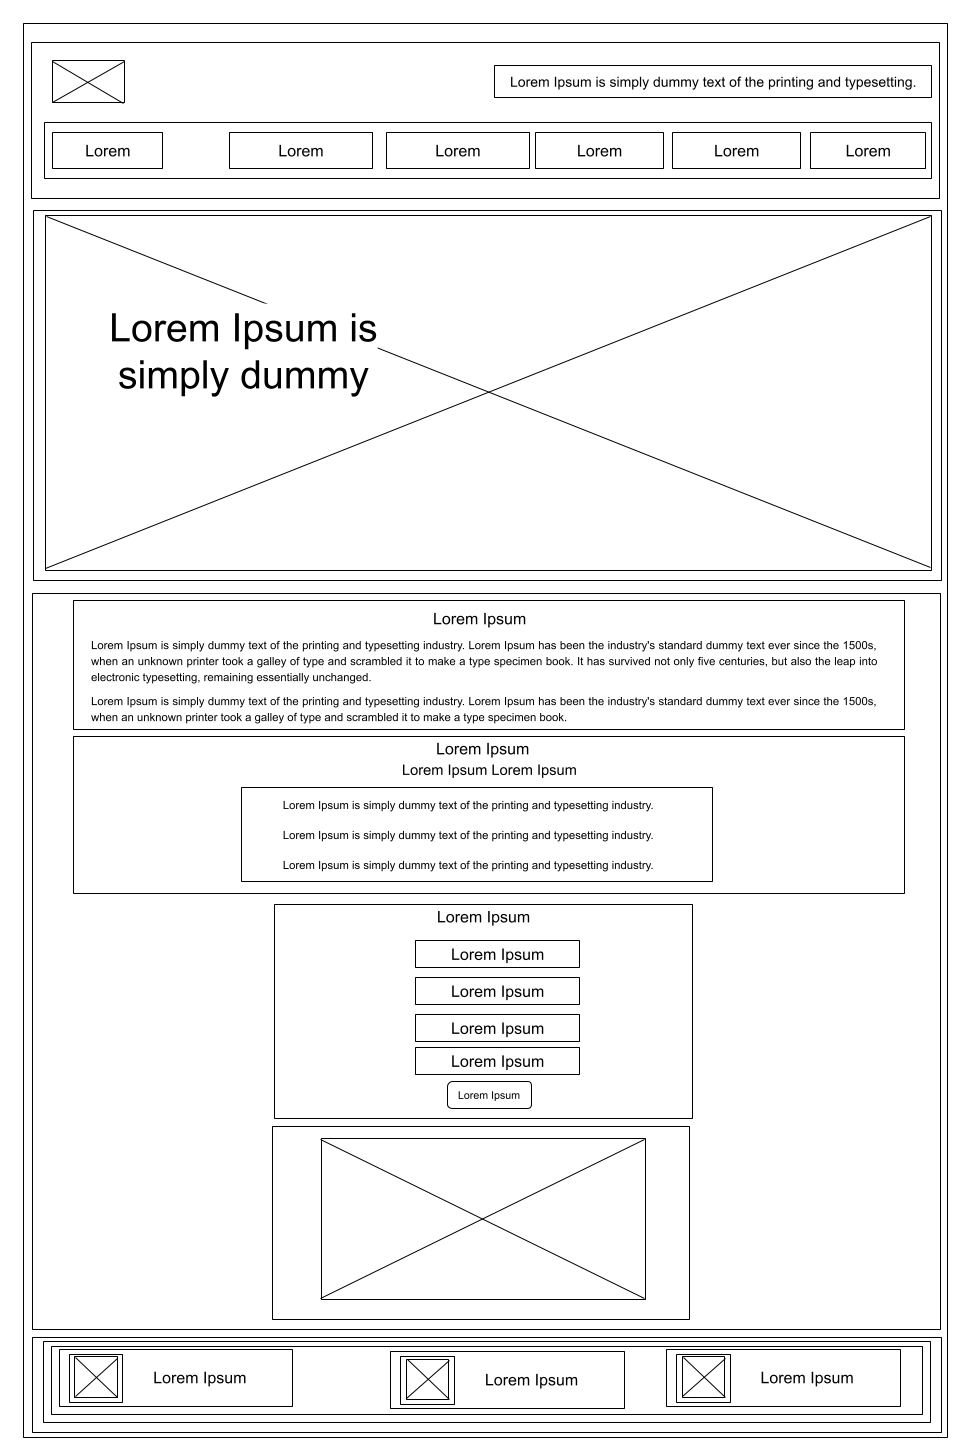 Lorem Ipsum is simply dummy text of the printing and typesetting.
Lorem
Lorem
Lorem
Lorem
Lorem
Lorem
Lorem Ipsum is
simply dummy
Lorem Ipsum
Lorem Ipsum is simply dummy text of the printing and typesetting industry. Lorem Ipsum has been the industry's standard dummy text ever since the 1500s,
when an unknown printer took a galley of type and scrambled it to make a type specimen book. It has survived not only five centuries, but also the leap into
electronic typesetting, remaining essentially unchanged.
Lorem Ipsum is simply dummy text of the printing and typesetting industry. Lorem Ipsum has been the industry's standard dummy text ever since the 1500s,
when an unknown printer took a galley of type and scrambled it to make a type specimen book.
Lorem Ipsum
Lorem Ipsum Lorem Ipsum
Lorem Ipsum is simply dummy text of the printing and typesetting industry.
Lorem Ipsum is simply dummy text of the printing and typesetting industry.
Lorem Ipsum is simply dummy text of the printing and typesetting industry.
Lorem Ipsum
Lorem Ipsum
Lorem Ipsum
Lorem Ipsum
Lorem Ipsum
Lorem Ipsum
Lorem Ipsum
Lorem Ipsum
Lorem Ipsum